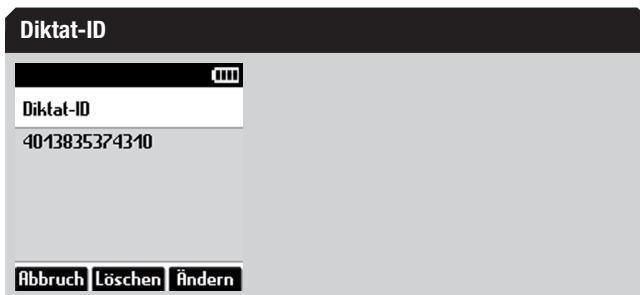 Diktat-ID
Diktat-ID
4013835374310
Abbruch Löschen Ändern